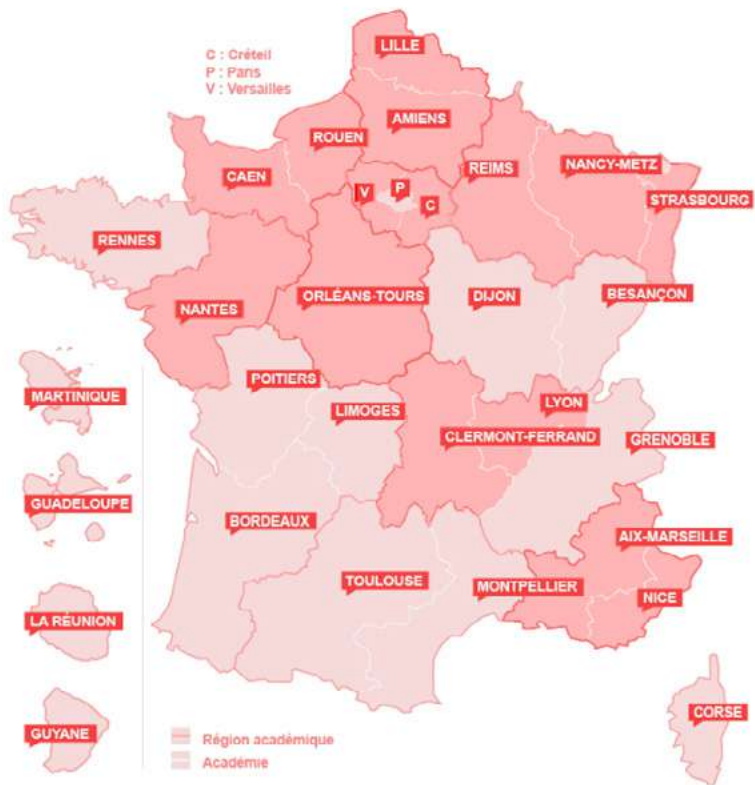 LILLE
C : Créteil
P : Paris
V : Versailles
AMIENS
ROUEN
CAEN
REIMS
NANCY-METZ
V
P
C
STRASBOURG
RENNES
NANTES
ORLÉANS-TOURS
DIJON
BESANÇON
POITIERS
MARTINIQUE
LIMOGES
LYON
CLERMONT-FERRAND
GRENOBLE
GUADELOUPE
BORDEAUX
AIX-MARSEILLE
TOULOUSE
MONTPELLIER
NICE
LA RÉUNION
CORSE
GUYANE
Région académique
Académie